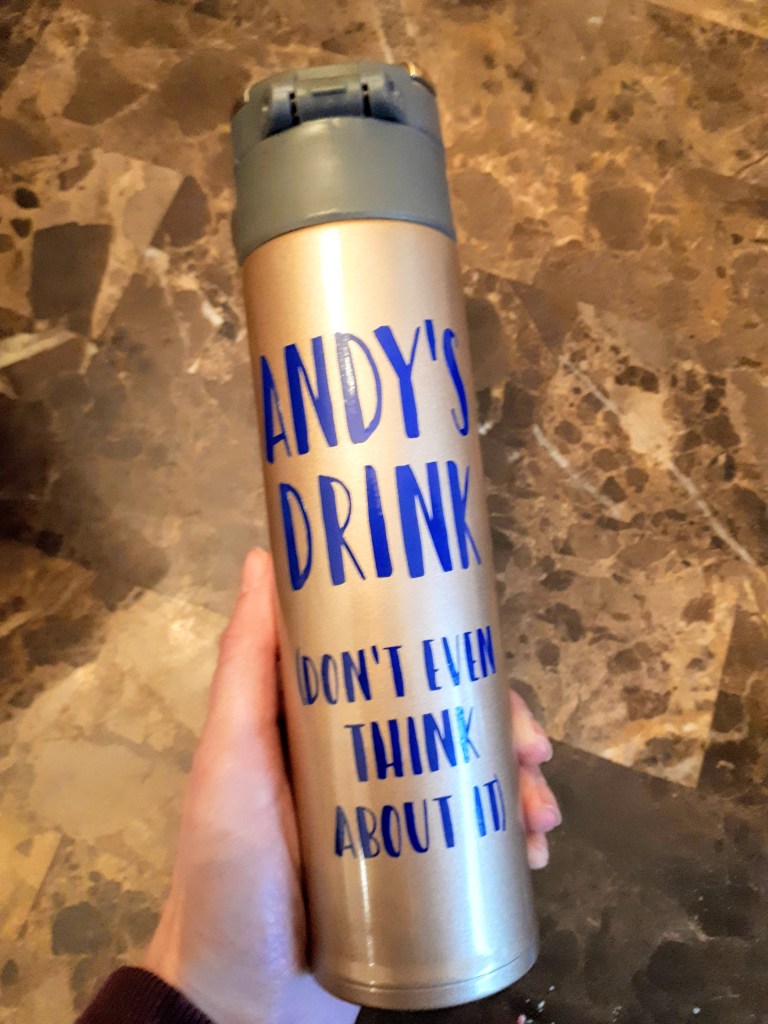 ANDY'S
DRINK
(DON'T EVEN
THINK
ABOUT IT)